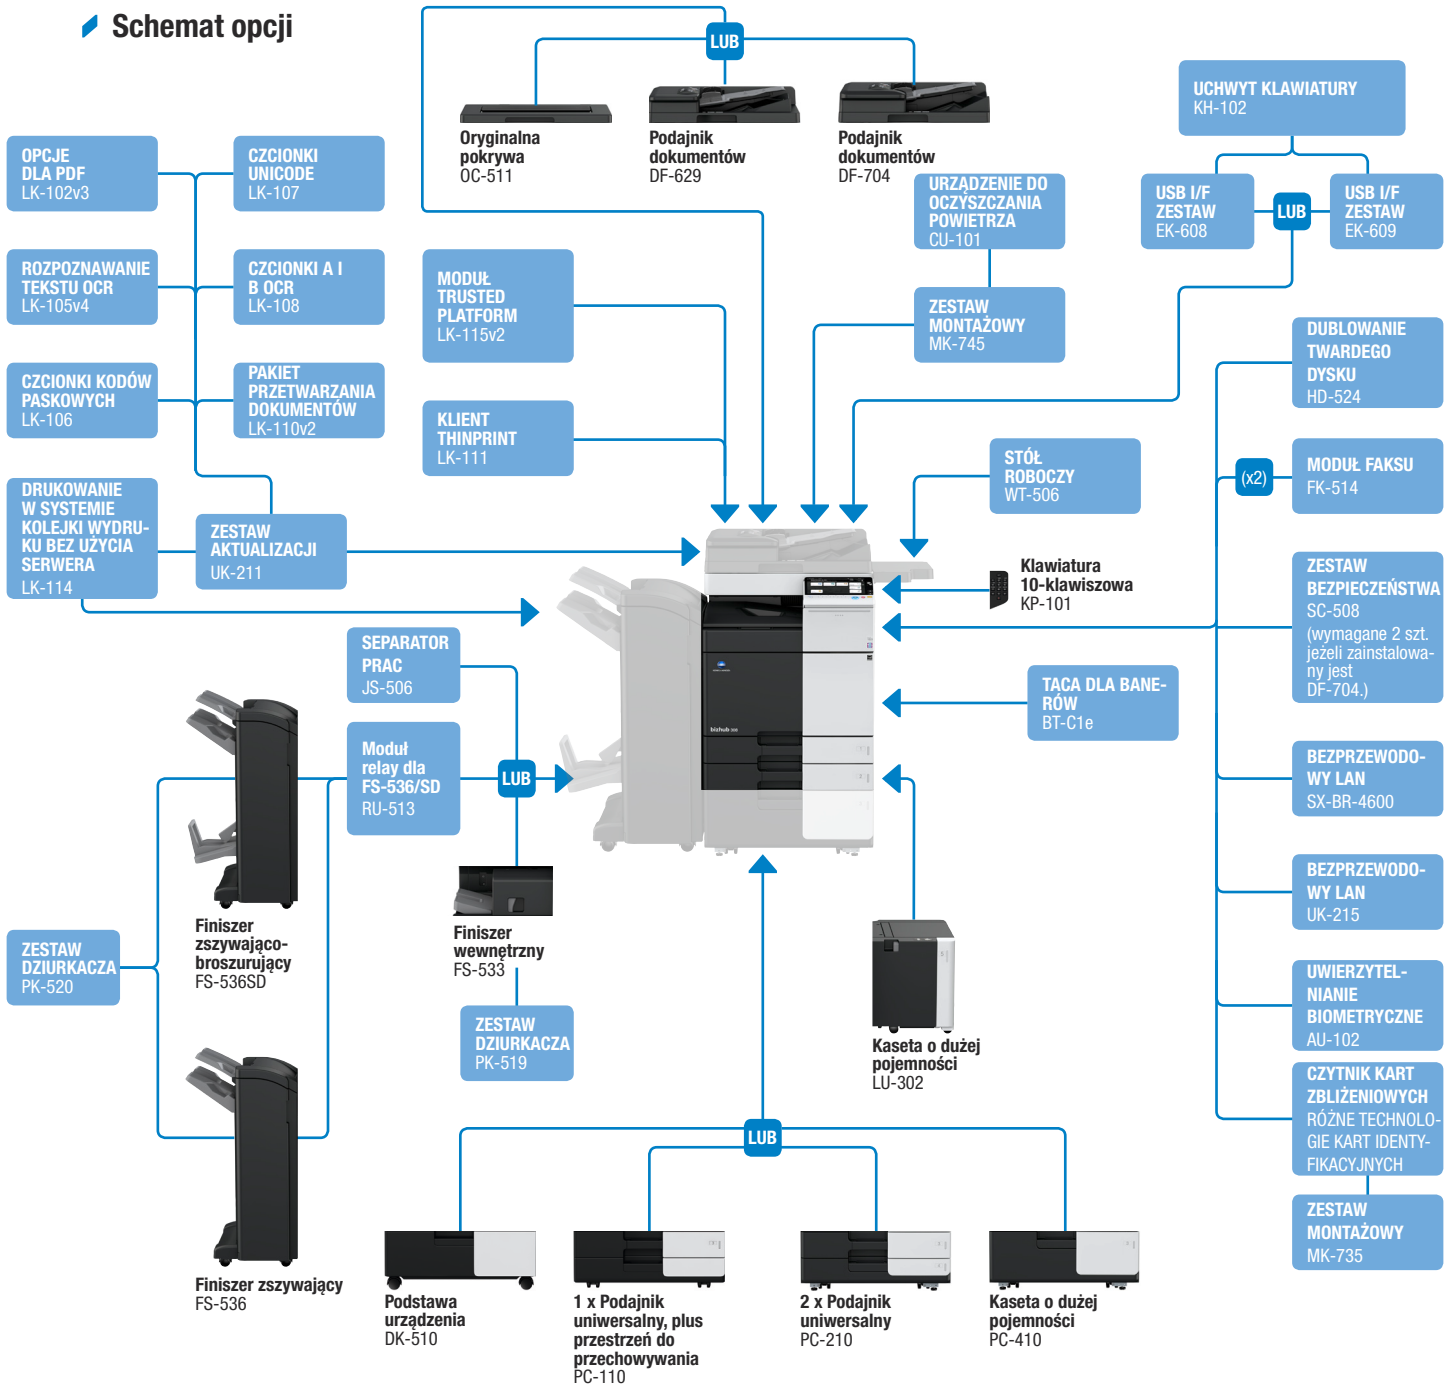 Schemat opcji
LUB
Oryginalna
pokrywa
OC-511
Podajnik
dokumentów
DF-629
Podajnik
dokumentów
DF-704
UCHWYT KLAWIATURY
KH-102
USB I/F
ZESTAW
EK-608
LUB
USB I/F
ZESTAW
EK-609
OPCJE
DLA PDF
LK-102v3
CZCIONKI
UNICODE
LK-107
ROZPOZNAWANIE
TEKSTU OCR
LK-105v4
CZCIONKI A I
B OCR
LK-108
CZCIONKI KODÓW
PASKOWYCH
LK-106
PAKIET
PRZETWARZANIA
DOKUMENTÓW
LK-110v2
DRUKOWANIE
W SYSTEMIE
KOLEJKI WYDRU-
KU BEZ UŻYCIA
SERWERA
LK-114
ZESTAW
AKTUALIZACJI
UK-211
MODUŁ
TRUSTED
PLATFORM
LK-115v2
KLIENT
THINPRINT
LK-111
URZĄDZENIE DO
OCZYSZCZANIA
POWIETRZA
CU-101
ZESTAW
MONTAŻOWY
MK-745
STÓŁ
ROBOCZY
WT-506
Klawiatura
10-klawiszowa
KP-101
TACA DLA BANE-
RÓW
BT-C1e
DUBLOWANIE
TWARDEGO
DYSKU
HD-524
(x2)
MODUŁ FAKSU
FK-514
ZESTAW
BEZPIECZEŃSTWA
SC-508
(wymagane 2 szt.
jeżeli zainstalowa-
ny jest
DF-704.)
BEZPRZEWODO-
WY LAN
SX-BR-4600
BEZPRZEWODO-
WY LAN
UK-215
UWIERZYTEL-
NIANIE
BIOMETRYCZNE
AU-102
CZYTNIK KART
ZBLIŻENIOWYCH
RÓŻNE TECHNOLO-
GIE KART IDENTY-
FIKACYJNYCH
ZESTAW
MONTAŻOWY
MK-735
SEPARATOR
PRAC
JS-506
Moduł
relay dla
FS-536/SD
RU-513
LUB
bizhub
Finiszer
zszywająco-
broszurujący
FS-536SD
ZESTAW
DZIURKACZA
PK-520
Finiszer
wewnętrzny
FS-533
ZESTAW
DZIURKACZA
PK-519
Kaseta o dużej
pojemności
LU-302
Finiszer zszywający
FS-536
LUB
Podstawa
urządzenia
DK-510
1 x Podajnik
uniwersalny, plus
przestrzeń do
przechowywania
PC-110
2 x Podajnik
uniwersalny
PC-210
Kaseta o dużej
pojemności
PC-410